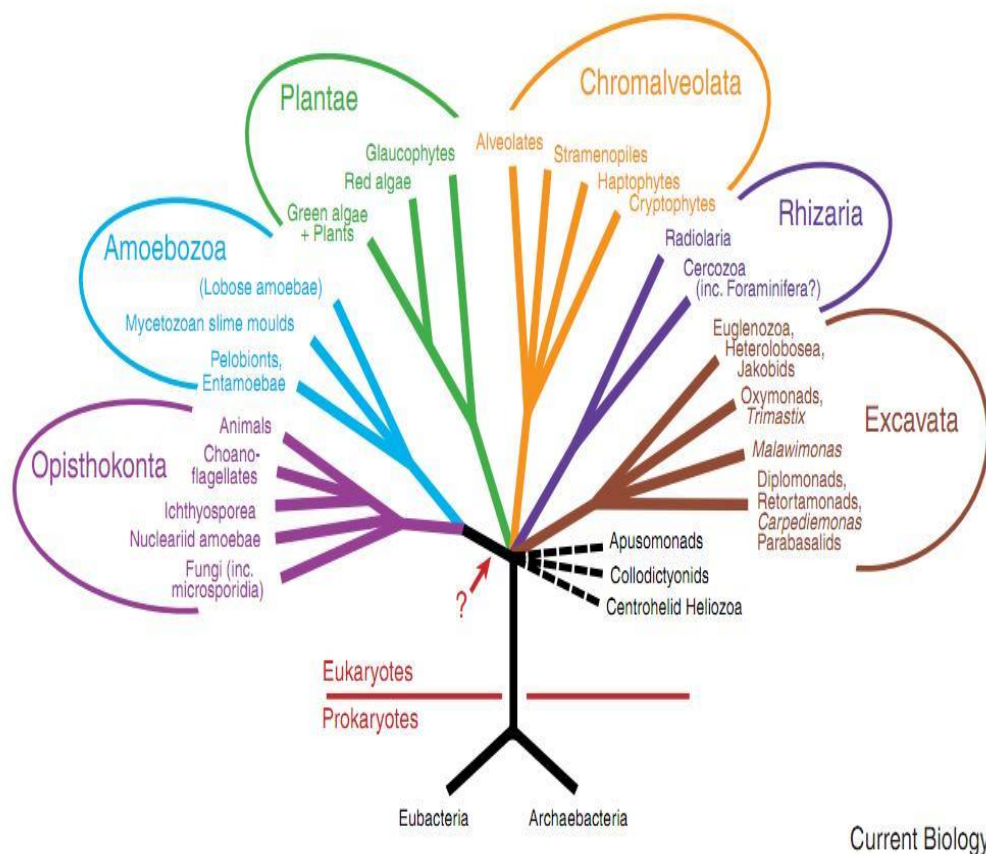 Plantae
Glaucophytes
Red algae
Green algae
+ Plants
Chromalveolata
Alveolates
Stramenopiles
Haptophytes
Cryptophytes
Amoebozoa
(Lobose amoebae)
Mycetozoan slime moulds
Pelobionts,
Entamoebae
Rhizaria
Radiolaria
Cercozoa
(inc. Foraminifera?)
Opisthokonta
Animals
Choano-
flagellates
Ichthyosporea
Nucleariid amoebae
Fungi (inc.
microsporidia)
Excavata
Euglenozoa,
Heterolobosea,
Jakobids
Oxymonads,
Trimastix
Malawimonas
Diplomonads,
Retortamonads,
Carpediemonas
Parabasalids
Apusomonads
Collodictyonids
Centrohelid Heliozoa
?
Eukaryotes
Prokaryotes
Eubacteria
Archaebacteria
Current Biology